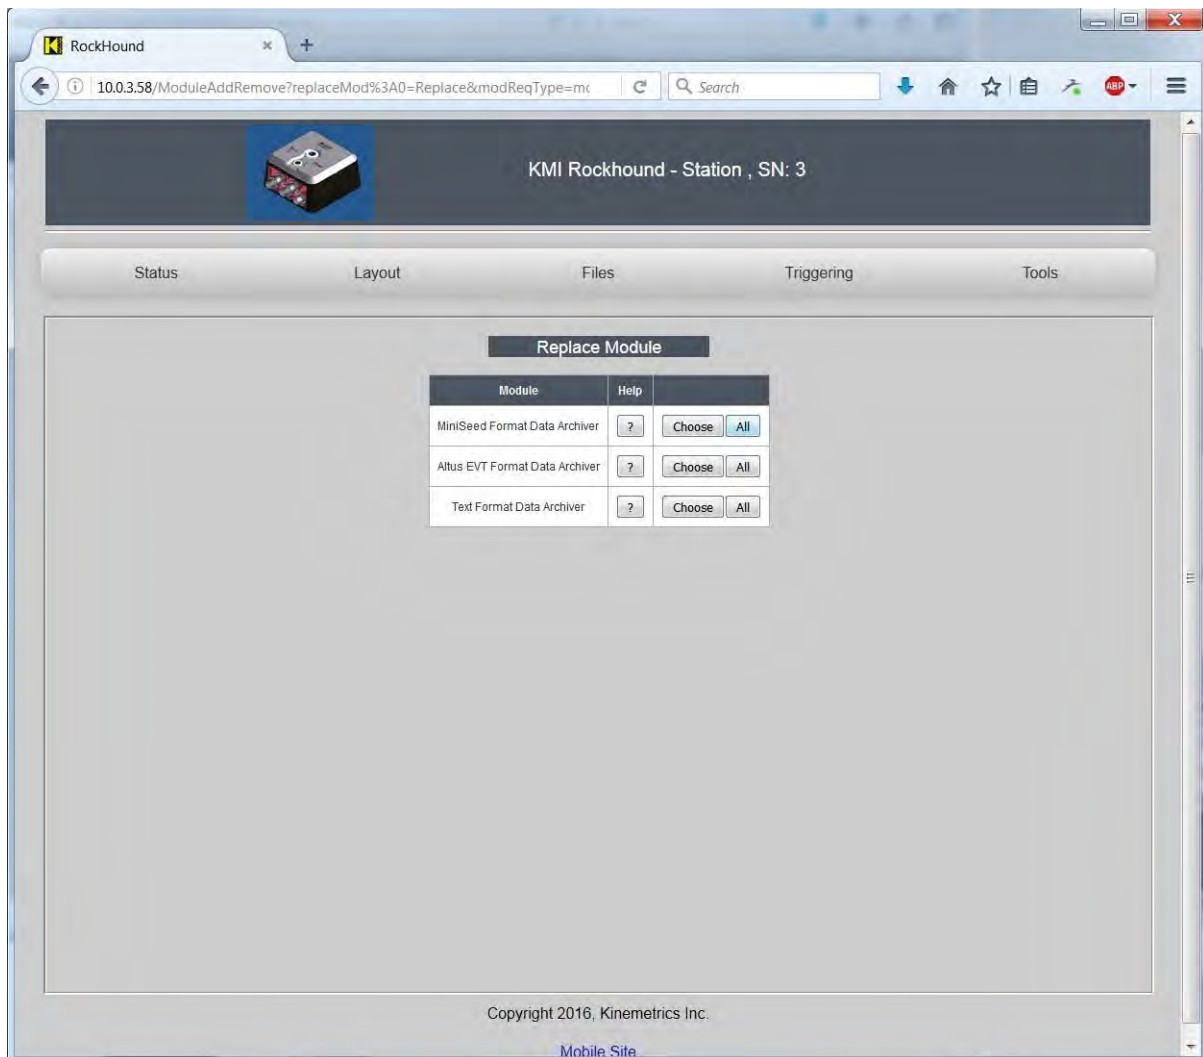 RockHound
10.0.3.58/ModuleAddRemove?replaceMod%3A0=Replace&modReqType=mo
Search
ABP
KMI Rockhound - Station , SN: 3
Status Layout Files Triggering Tools
Replace Module
Module Help
MiniSeed Format Data Archiver ? Choose All
Altus EVT Format Data Archiver ? Choose All
Text Format Data Archiver ? Choose All
Copyright 2016, Kinemetrics Inc.
Mobile Site